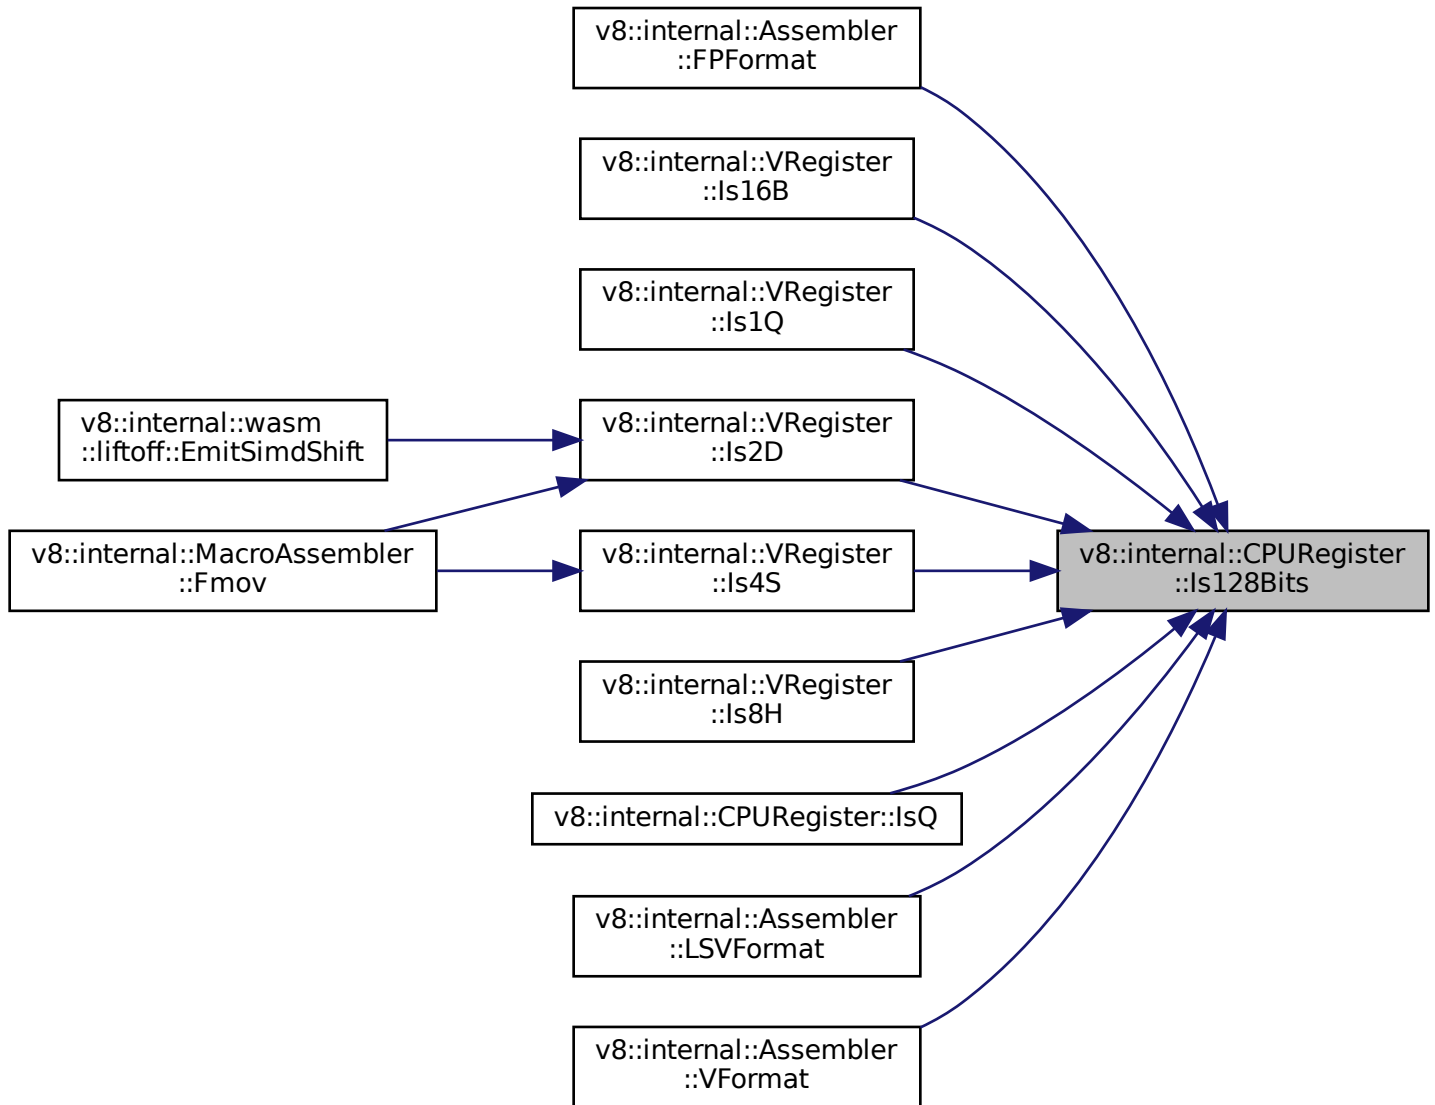 v8::internal::Assembler
::FPFormat
v8::internal::VRegister
::Is16B
v8::internal::VRegister
::Is1Q
v8::internal::wasm
::liftoff::EmitSimdShift
v8::internal::VRegister
::Is2D
v8::internal::MacroAssembler
::Fmov
v8::internal::VRegister
::Is4S
v8::internal::CPURegister
::Is128Bits
v8::internal::VRegister
::Is8H
v8::internal::CPURegister::IsQ
v8::internal::Assembler
::LSVFormat
v8::internal::Assembler
::VFormat